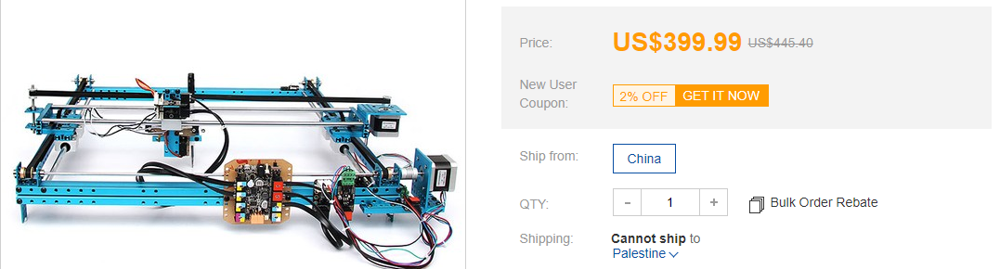 Price:
US$399.99 US$445.40
New User
Coupon:
2% OFF GET IT NOW
Ship from:
China
QTY:
- 1 +
Bulk Order Rebate
Shipping:
Cannot ship to
Palestine